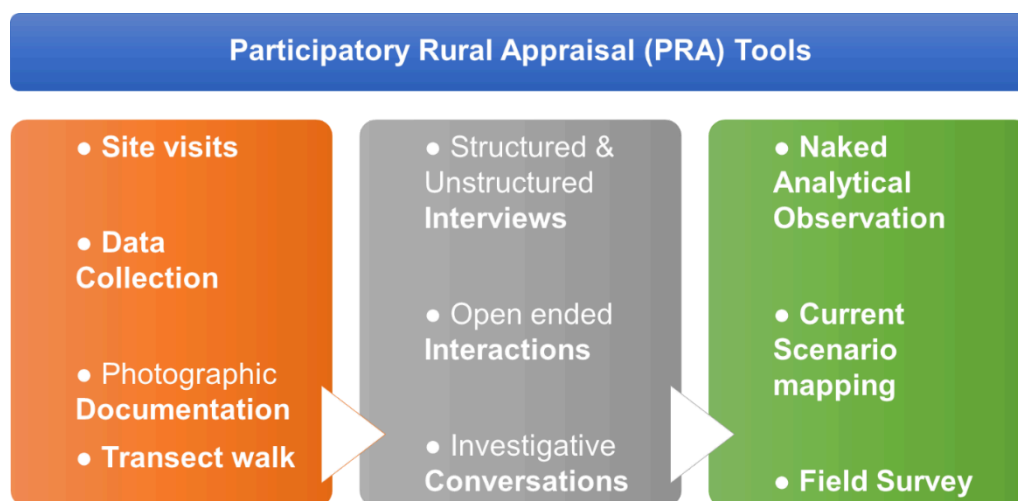 Participatory Rural Appraisal (PRA) Tools
● Site visits
● Data
Collection
● Photographic
Documentation
● Transect walk
● Structured &
Unstructured
Interviews
● Open ended
Interactions
● Investigative
Conversations
● Naked
Analytical
Observation
● Current
Scenario
mapping
● Field Survey